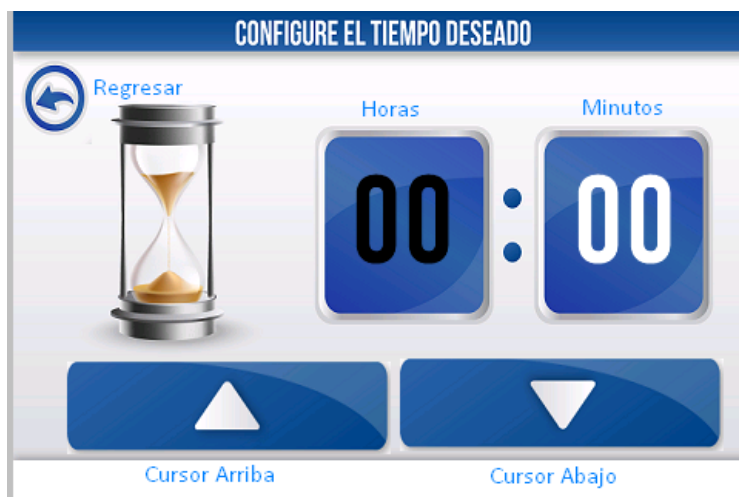 CONFIGURE EL TIEMPO DESEADO
Regresar
Horas
Minutos
00 : 00
Cursor Arriba
Cursor Abajo